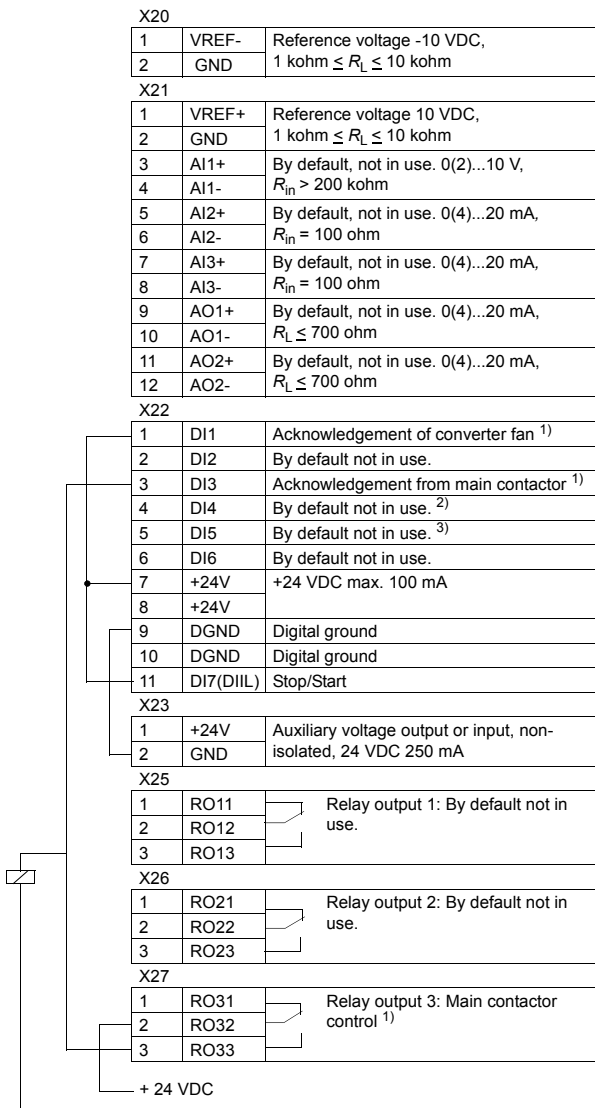 X20
1 VREF- Reference voltage -10 VDC,
2 GND 1 kohm ≤ RL ≤ 10 kohm
X21
1 VREF+ Reference voltage 10 VDC,
2 GND 1 kohm ≤ RL ≤ 10 kohm
3 AI1+ By default, not in use. 0(2)...10 V,
4 AI1- Rin > 200 kohm
5 AI2+ By default, not in use. 0(4)...20 mA,
6 AI2- Rin = 100 ohm
7 AI3+ By default, not in use. 0(4)...20 mA,
8 AI3- Rin = 100 ohm
9 AO1+ By default, not in use. 0(4)...20 mA,
10 AO1- RL ≤ 700 ohm
11 AO2+ By default, not in use. 0(4)...20 mA,
12 AO2- RL ≤ 700 ohm
X22
1 DI1 Acknowledgement of converter fan 1)
2 DI2 By default not in use.
3 DI3 Acknowledgement from main contactor 1)
4 DI4 By default not in use. 2)
5 DI5 By default not in use. 3)
6 DI6 By default not in use.
7 +24V +24 VDC max. 100 mA
8 +24V
9 DGND Digital ground
10 DGND Digital ground
11 DI7(DIIL) Stop/Start
X23
1 +24V Auxiliary voltage output or input, non-
2 GND isolated, 24 VDC 250 mA
X25
1 RO11 Relay output 1: By default not in
2 RO12 use.
3 RO13
X26
1 RO21 Relay output 2: By default not in
2 RO22 use.
3 RO23
X27
1 RO31 Relay output 3: Main contactor
2 RO32 control 1)
3 RO33
+ 24 VDC